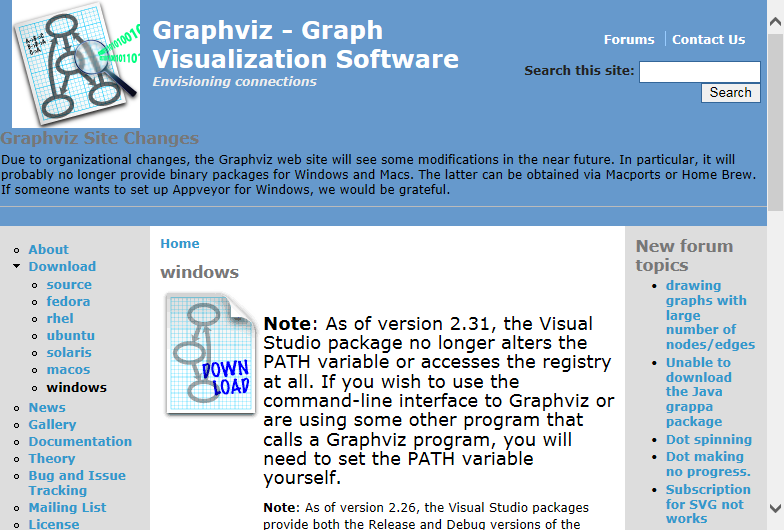 Graphviz - Graph
Visualization Software
Envisioning connections
Forums Contact Us
Search this site:
Search
Graphviz Site Changes
Due to organizational changes, the Graphviz web site will see some modifications in the near future. In particular, it will
probably no longer provide binary packages for Windows and Macs. The latter can be obtained via Macports or Home Brew.
If someone wants to set up Appveyor for Windows, we would be grateful.
About
Download
source
fedora
rhel
ubuntu
solaris
macos
windows
News
Gallery
Documentation
Theory
Bug and Issue
Tracking
Mailing List
License
Home
windows
DOWN
LOAD
Note: As of version 2.31, the Visual
Studio package no longer alters the
PATH variable or accesses the registry
at all. If you wish to use the
command-line interface to Graphviz or
are using some other program that
calls a Graphviz program, you will
need to set the PATH variable
yourself.
Note: As of version 2.26, the Visual Studio packages
provide both the Release and Debug versions of the
New forum
topics
drawing
graphs with
large
number of
nodes/edges
Unable to
download
the Java
grappa
package
Dot spinning
Dot making
no progress.
Subscription
for SVG not
works